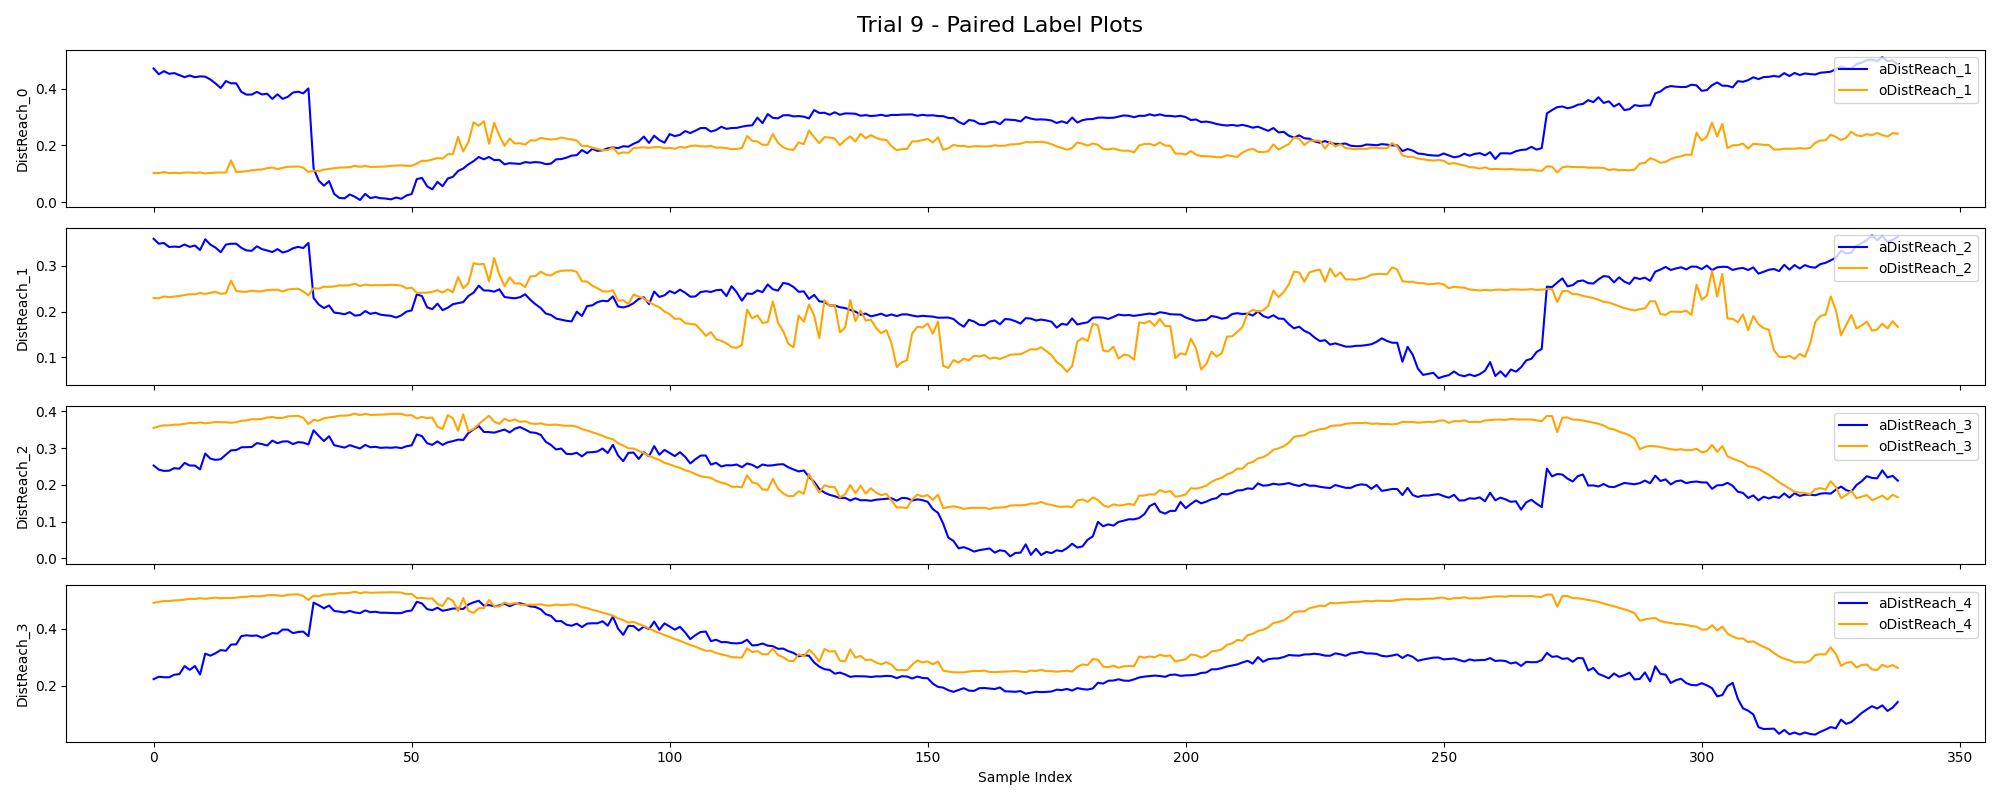 Trial 9 - Paired Label Plots
DistReach_0
0.4
0.2
0.0
aDistReach_1
oDistReach_1
DistReach_1
0.3
0.2
0.1
aDistReach_2
oDistReach_2
DistReach_2
0.4
0.3
0.2
0.1
0.0
aDistReach_3
oDistReach_3
DistReach_3
0.4
0.2
aDistReach_4
oDistReach_4
0 50 100 150 200 250 300 350
Sample Index